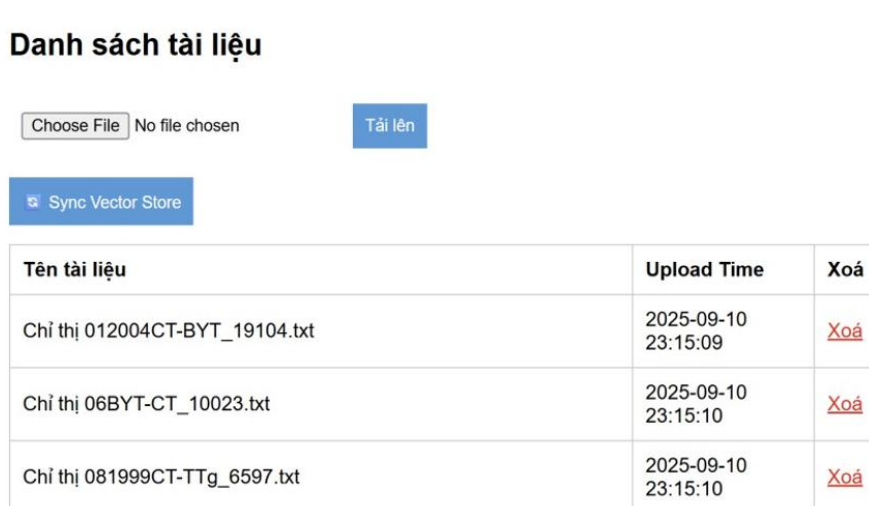 Danh sách tài liệu
Choose File No file chosen Tải lên
Sync Vector Store
Tên tài liệu Upload Time Xoá
Chỉ thị 012004CT-BYT_19104.txt 2025-09-10 23:15:09 Xoá
Chỉ thị 06BYT-CT_10023.txt 2025-09-10 23:15:10 Xoá
Chỉ thị 081999CT-TTg_6597.txt 2025-09-10 23:15:10 Xoá